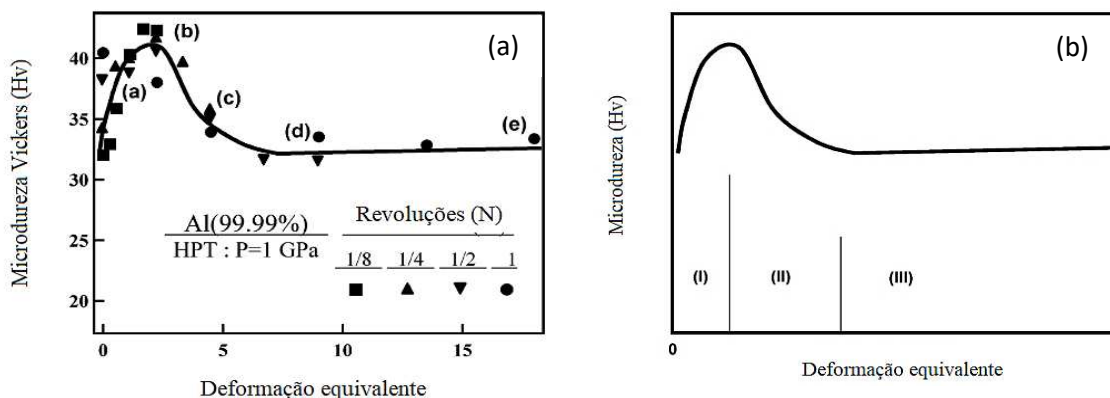 (a)
Microdureza Vickers (Hv)
40
35
30
25
20
(a)
(b)
(c)
(d)
(e)
Al(99.99%)
HPT : P=1 GPa
Revoluções (N)
1/8 1/4 1/2 1
0 5 10 15
Deformação equivalente
(b)
Microdureza (Hv)
(I) (II) (III)
0
Deformação equivalente